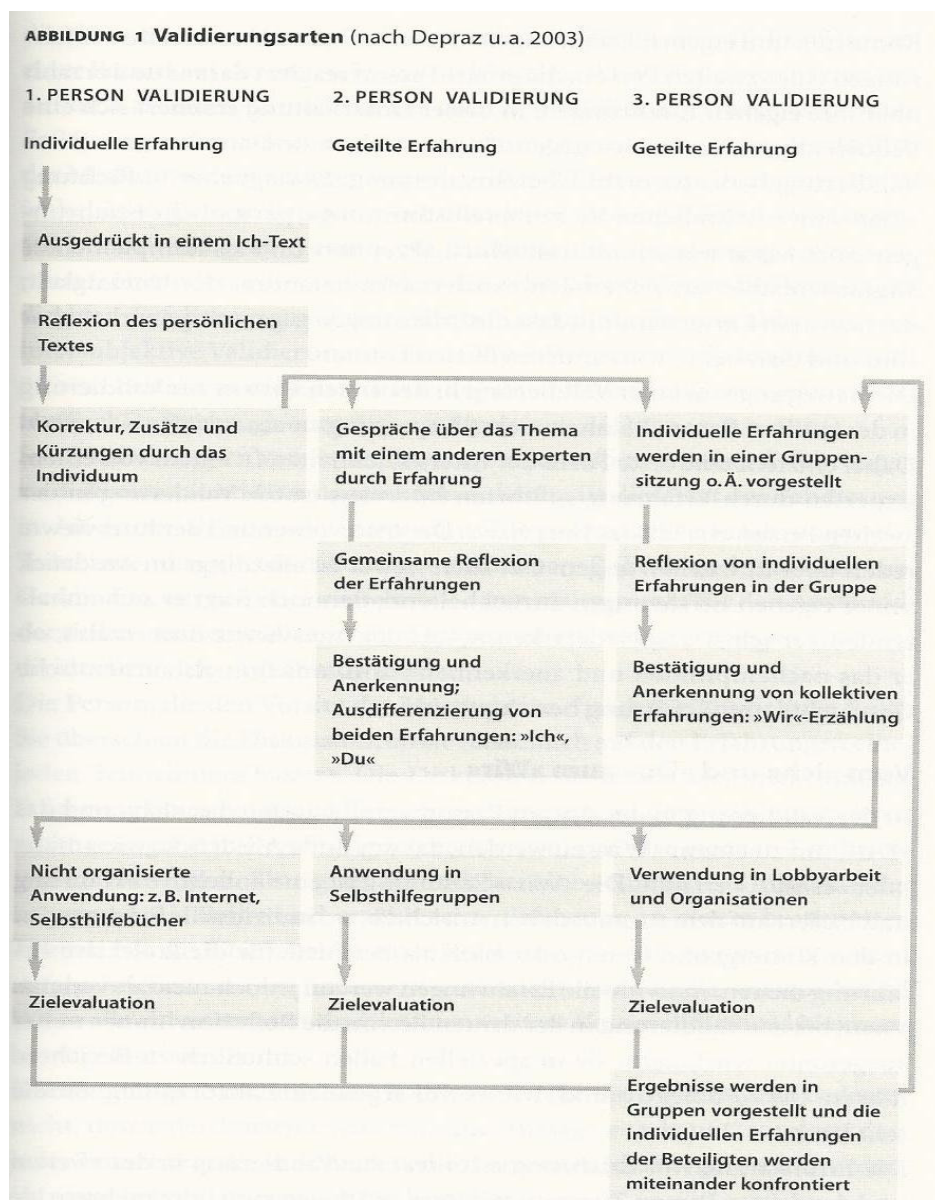 ABBILDUNG 1 Validierungsarten (nach Depraz u.a. 2003)
1. PERSON VALIDIERUNG
2. PERSON VALIDIERUNG
3. PERSON VALIDIERUNG
Individuelle Erfahrung
Geteilte Erfahrung
Geteilte Erfahrung
Ausgedrückt in einem Ich-Text
Reflexion des persönlichen
Textes
Korrektur, Zusätze und
Kürzungen durch das
Individuum
Gespräche über das Thema
mit einem anderen Experten
durch Erfahrung
Individuelle Erfahrungen
werden in einer Gruppen-
sitzung o.Ä. vorgestellt
Gemeinsame Reflexion
der Erfahrungen
Reflexion von individuellen
Erfahrungen in der Gruppe
Bestätigung und
Anerkennung;
Ausdifferenzierung von
beiden Erfahrungen: »Ich«,
»Du«
Bestätigung und
Anerkennung von kollektiven
Erfahrungen: »Wir«-Erzählung
Nicht organisierte
Anwendung: z.B. Internet,
Selbsthilfebücher
Anwendung in
Selbsthilfegruppen
Verwendung in Lobbyarbeit
und Organisationen
Zielevaluation
Zielevaluation
Zielevaluation
Ergebnisse werden in
Gruppen vorgestellt und die
individuellen Erfahrungen
der Beteiligten werden
miteinander konfrontiert